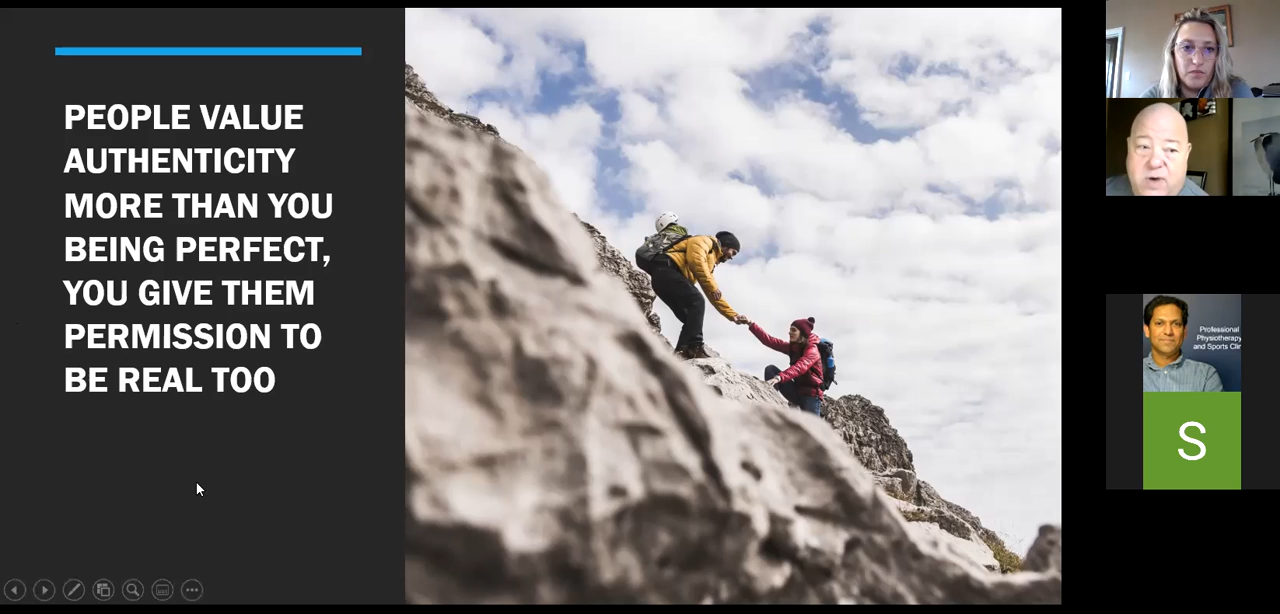 PEOPLE VALUE
AUTHENTICITY
MORE THAN YOU
BEING PERFECT,
YOU GIVE THEM
PERMISSION TO
BE REAL TOO
Professional
Physiotherapy
and Sports Clin
S